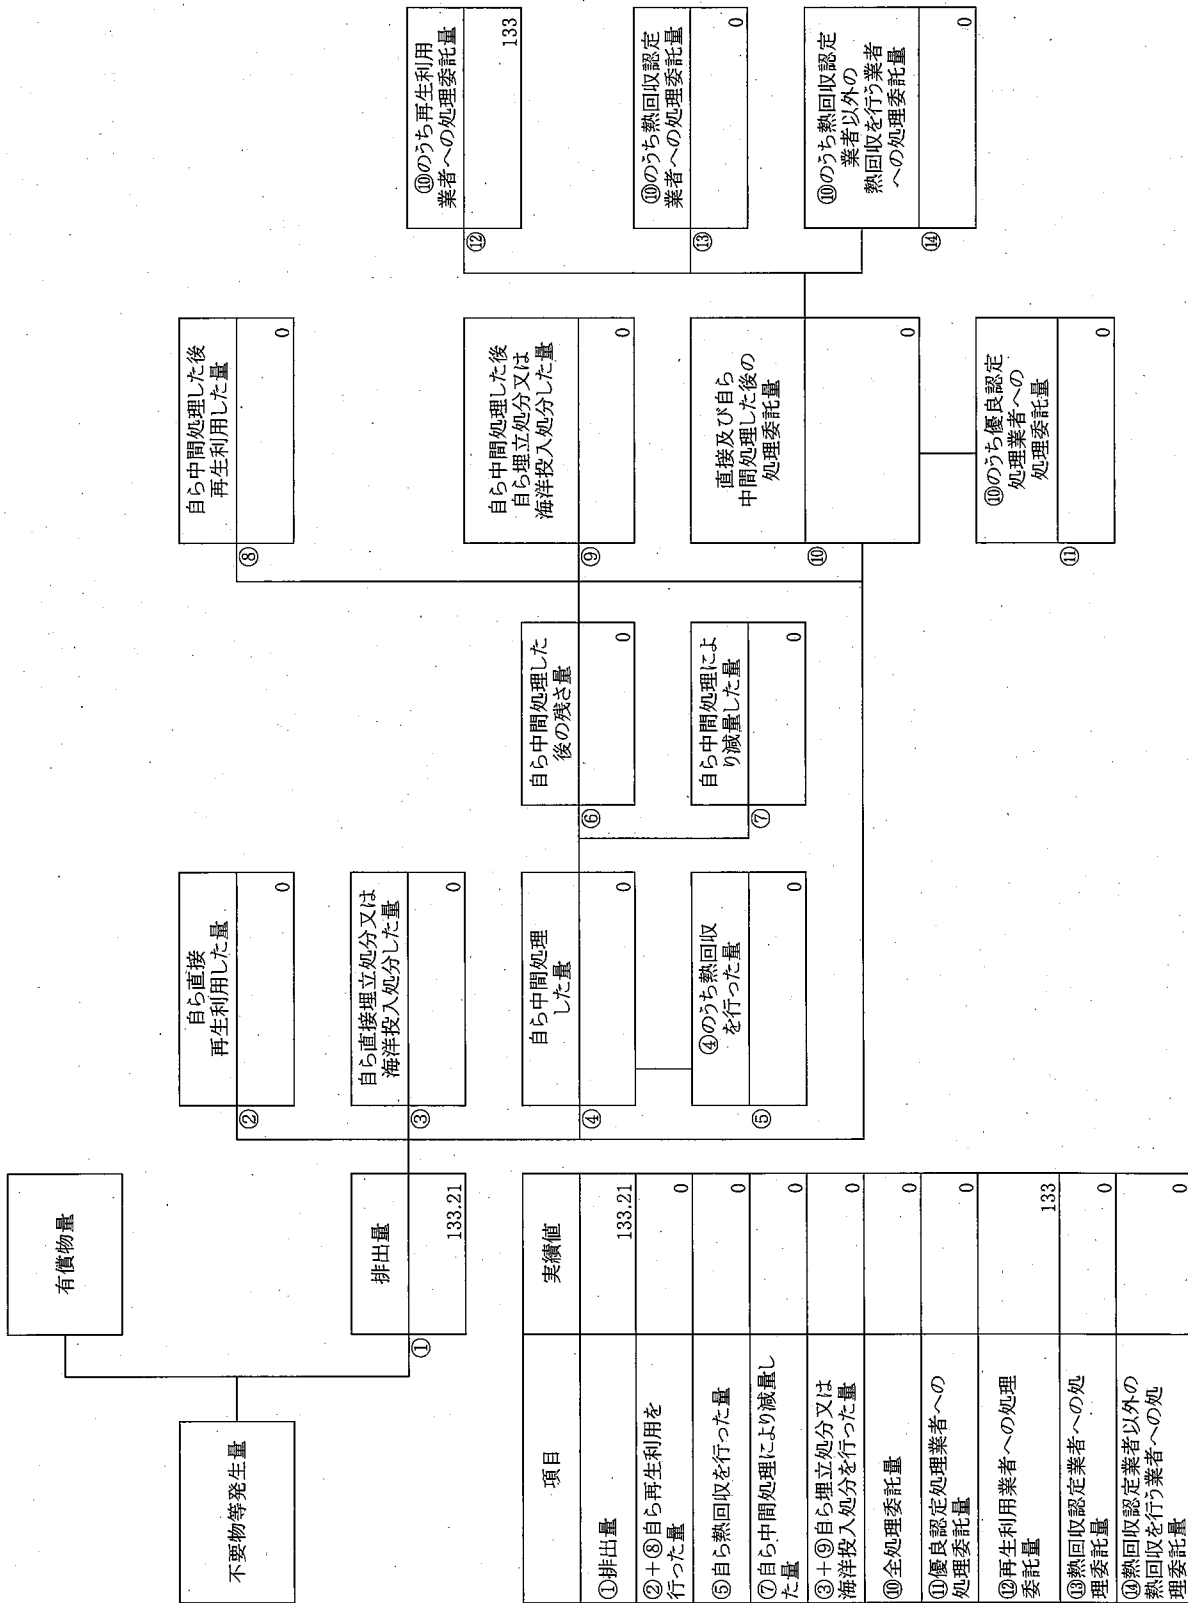 不要物等発生量
有償物量
排出量
①
133.21
自ら直接
再生利用した量
②
0
自ら直接埋立処分又は
海洋投入処分した量
③
0
自ら中間処理
した量
④
0
④のうち熱回収
を行った量
⑤
0
自ら中間処理した
後の残さ量
⑥
0
自ら中間処理によ
り減量した量
⑦
0
自ら中間処理した後
再生利用した量
⑧
0
自ら中間処理した後
自ら埋立処分又は
海洋投入処分した量
⑨
0
直接及び自ら
中間処理した後の
処理委託量
⑩
0
⑩のうち優良認定
処理業者への
処理委託量
⑪
0
⑩のうち再生利用
業者への処理委託量
⑫
133
⑩のうち熱回収認定
業者への処理委託量
⑬
0
⑩のうち熱回収認定
業者以外の
熱回収を行う業者
への処理委託量
⑭
0
項目
実績値
①排出量
133.21
②+⑧自ら再生利用を
行った量
0
⑤自ら熱回収を行った量
0
⑦自ら中間処理により減量し
た量
0
③+⑨自ら埋立処分又は
海洋投入処分を行った量
0
⑩全処理委託量
0
⑪優良認定処理業者への
処理委託量
0
⑫再生利用業者への処理
委託量
133
⑬熱回収認定業者への処
理委託量
0
⑭熱回収認定業者以外の
熱回収を行う業者への処
理委託量
0